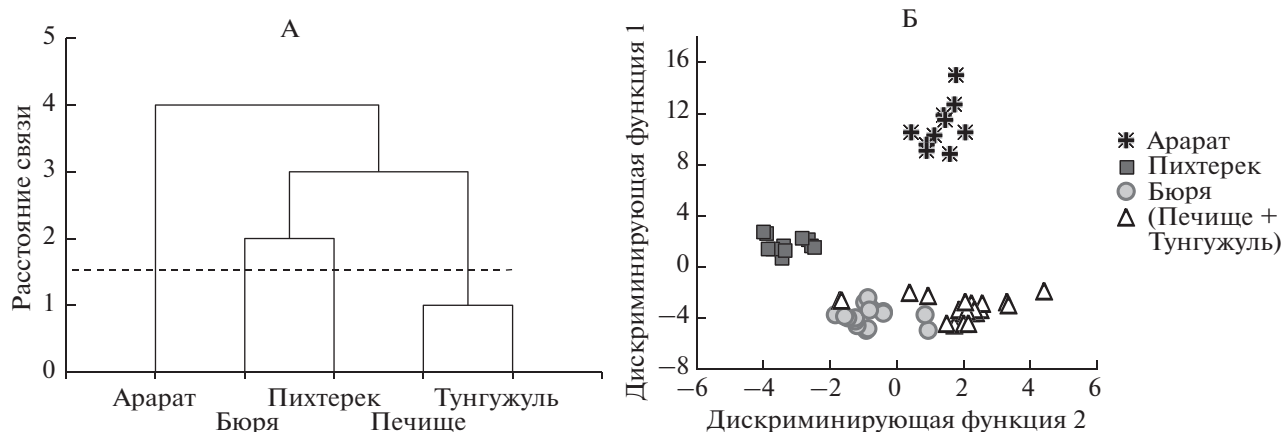 А
Расстояние связи
5
4
3
2
1
0
Арарат
Бюря
Пихтерек
Печище
Тунгужуль
Б
Дискриминирующая функция 1
16
12
8
4
0
−4
−8
−6
−4
−2
0
2
4
6
Дискриминирующая функция 2
Арарат
Пихтерек
Бюря
(Печище +
Тунгужуль)